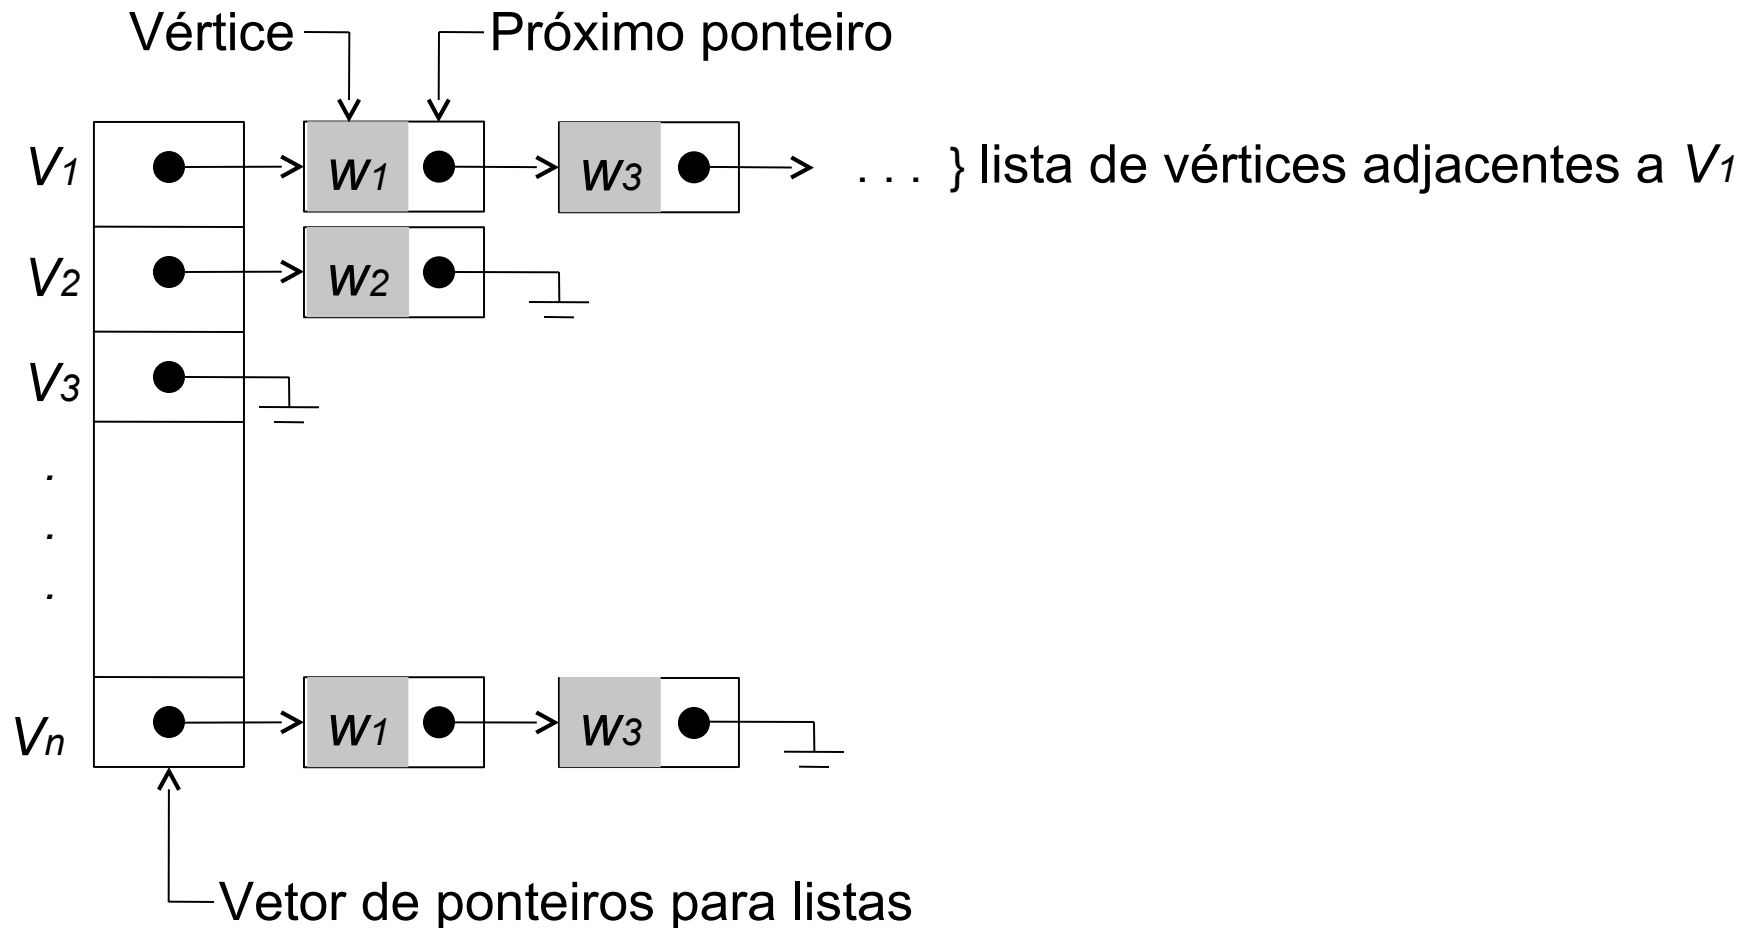 Vértice Próximo ponteiro
V1 w1 w3 . . . } lista de vértices adjacentes a V1
V2 w2
V3
.
.
.
Vn w1 w3
Vetor de ponteiros para listas